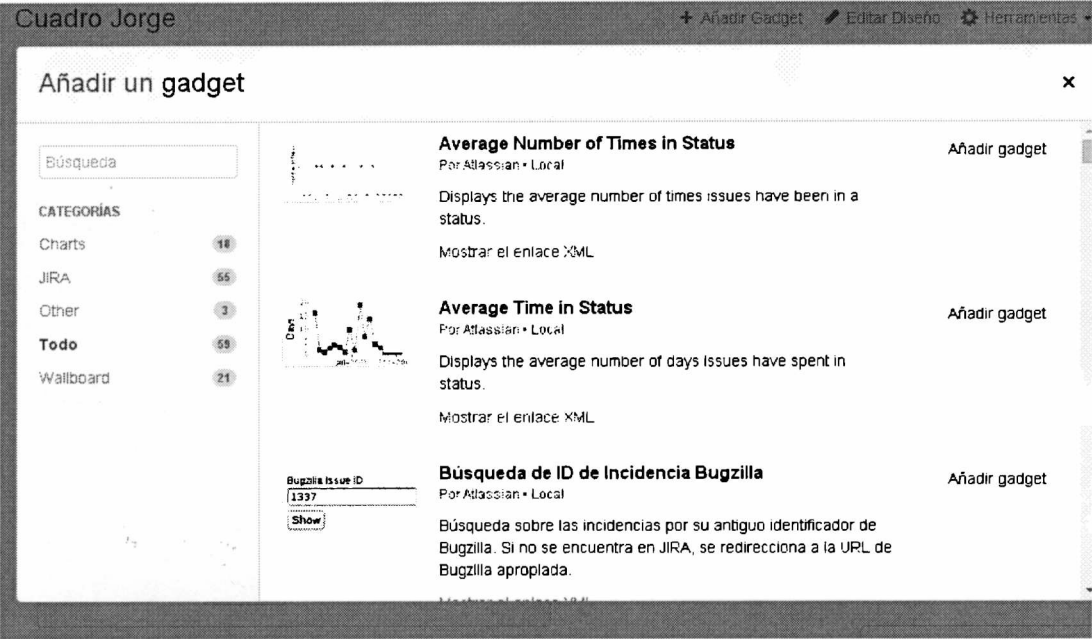 Cuadro Jorge
+ Añadir Gadget Editar Diseño Herramientas
Añadir un gadget
×
Búsqueda
CATEGORÍAS
Charts 18
JIRA 55
Other 3
Todo 59
Wallboard 21
Average Number of Times in Status
Por Atlassian • Local
Displays the average number of times issues have been in a
status.
Mostrar el enlace XML
Añadir gadget
Days
Average Time in Status
Por Atlassian • Local
Displays the average number of days issues have spent in
status.
Mostrar el enlace XML
Añadir gadget
Bugzilla Issue ID
1337
Show
Búsqueda de ID de Incidencia Bugzilla
Por Atlassian • Local
Búsqueda sobre las incidencias por su antiguo identificador de
Bugzilla. Si no se encuentra en JIRA, se redirecciona a la URL de
Bugzilla apropiada.
Añadir gadget